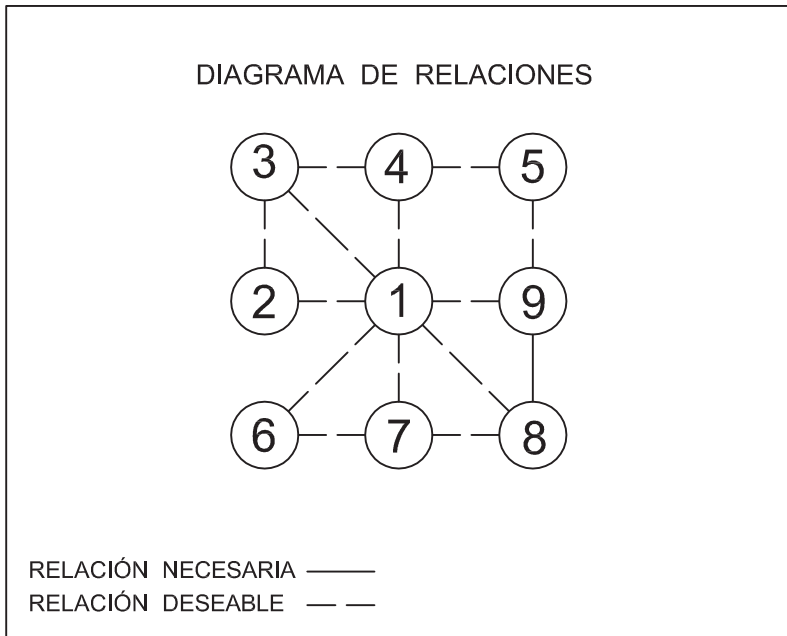 DIAGRAMA DE RELACIONES
3 4 5
2 1 9
6 7 8
RELACIÓN NECESARIA
RELACIÓN DESEABLE